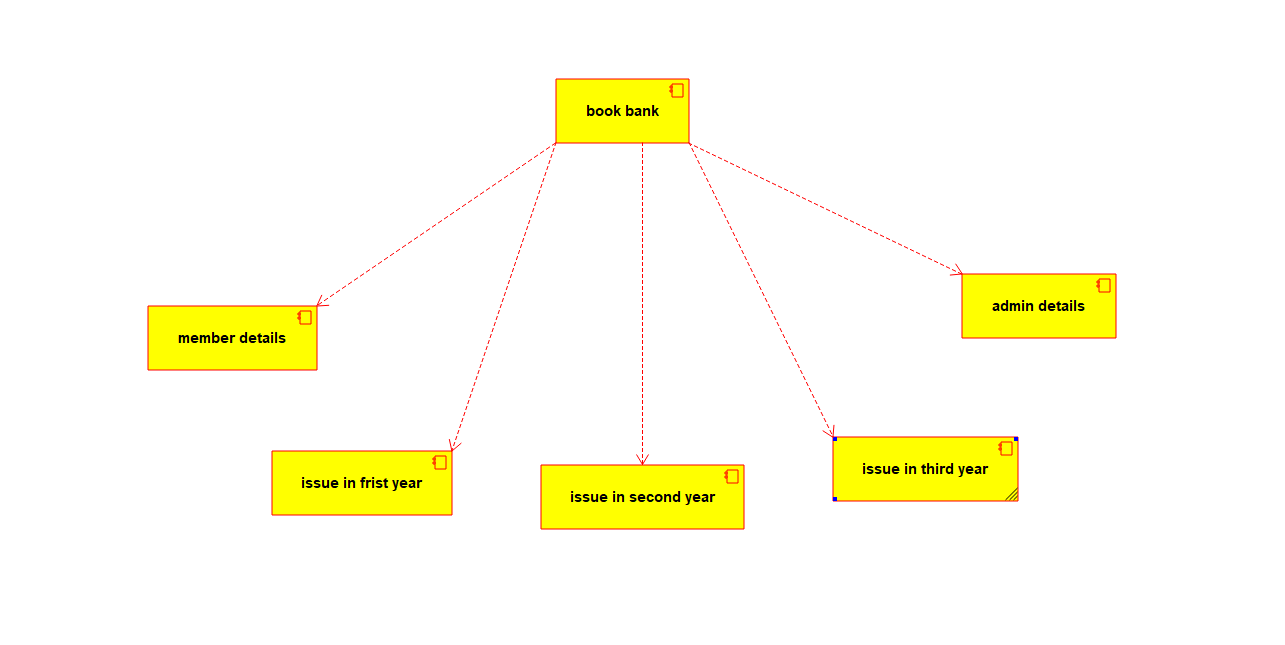 book bank
admin details
member details
issue in third year
issue in frist year
issue in second year